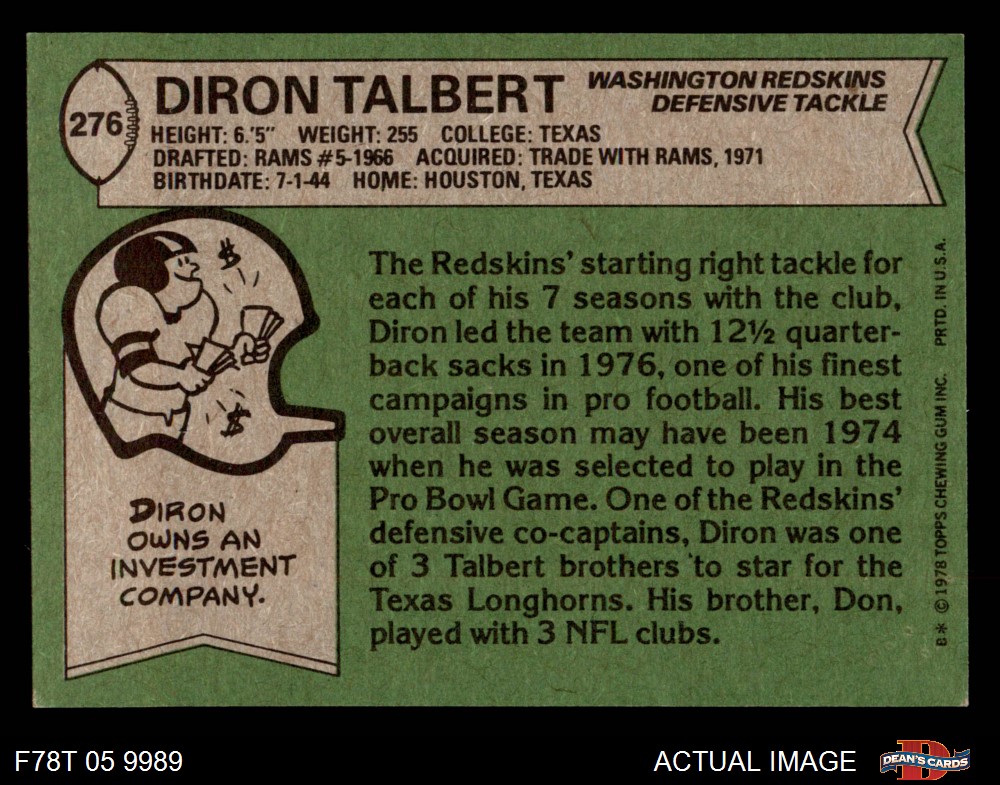 276
DIRON TALBERT
WASHINGTON REDSKINS
DEFENSIVE TACKLE
HEIGHT: 6.'5" WEIGHT: 255 COLLEGE: TEXAS
DRAFTED: RAMS #5-1966 ACQUIRED: TRADE WITH RAMS, 1971
BIRTHDATE: 7-1-44 HOME: HOUSTON, TEXAS
$
$
DIRON
OWNS AN
INVESTMENT
COMPANY.
The Redskins' starting right tackle for
each of his 7 seasons with the club,
Diron led the team with 12½ quarter-
back sacks in 1976, one of his finest
campaigns in pro football. His best
overall season may have been 1974
when he was selected to play in the
Pro Bowl Game. One of the Redskins'
defensive co-captains, Diron was one
of 3 Talbert brothers to star for the
Texas Longhorns. His brother, Don,
played with 3 NFL clubs.
B* © 1978 TOPPS CHEWING GUM INC. PRTD. IN U.S.A.
F78T 05 9989
ACTUAL IMAGE
D
DEAN'S CARDS